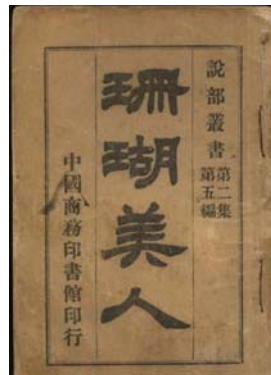 說部叢書
第二集
第五編
珊瑚美人
中國商務印書館印行